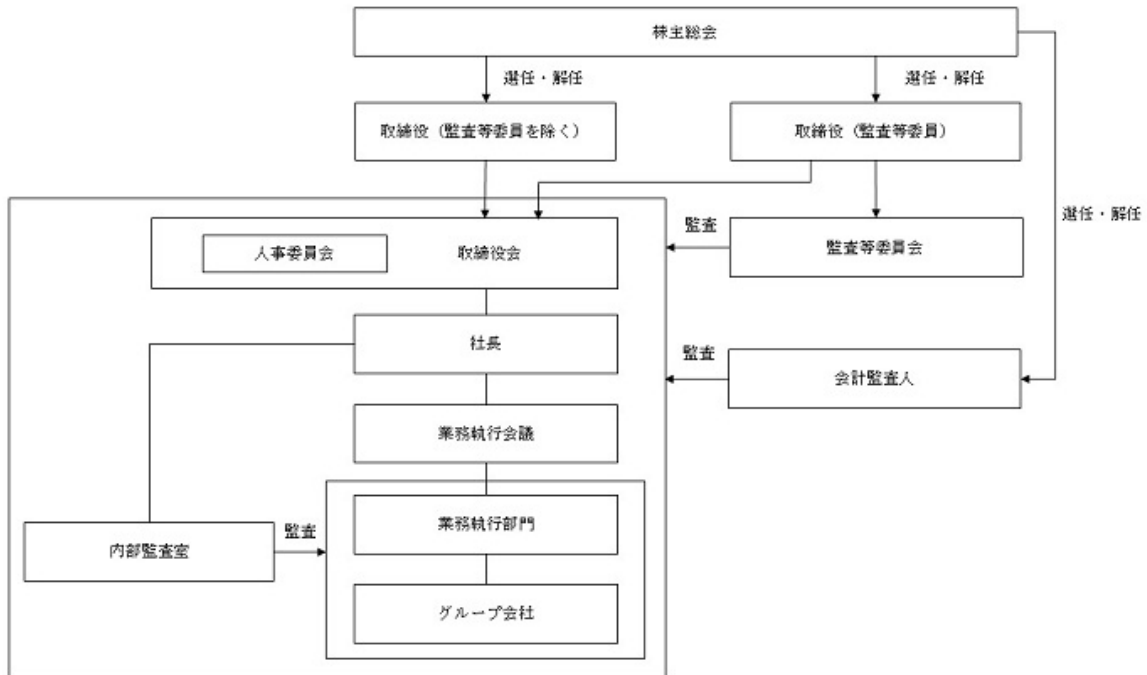 株主総会
選任・解任
選任・解任
取締役（監査等委員を除く）
取締役（監査等委員）
選任・解任
監査
人事委員会
取締役会
監査等委員会
社長
監査
会計監査人
業務執行会議
業務執行部門
監査
内部監査室
グループ会社